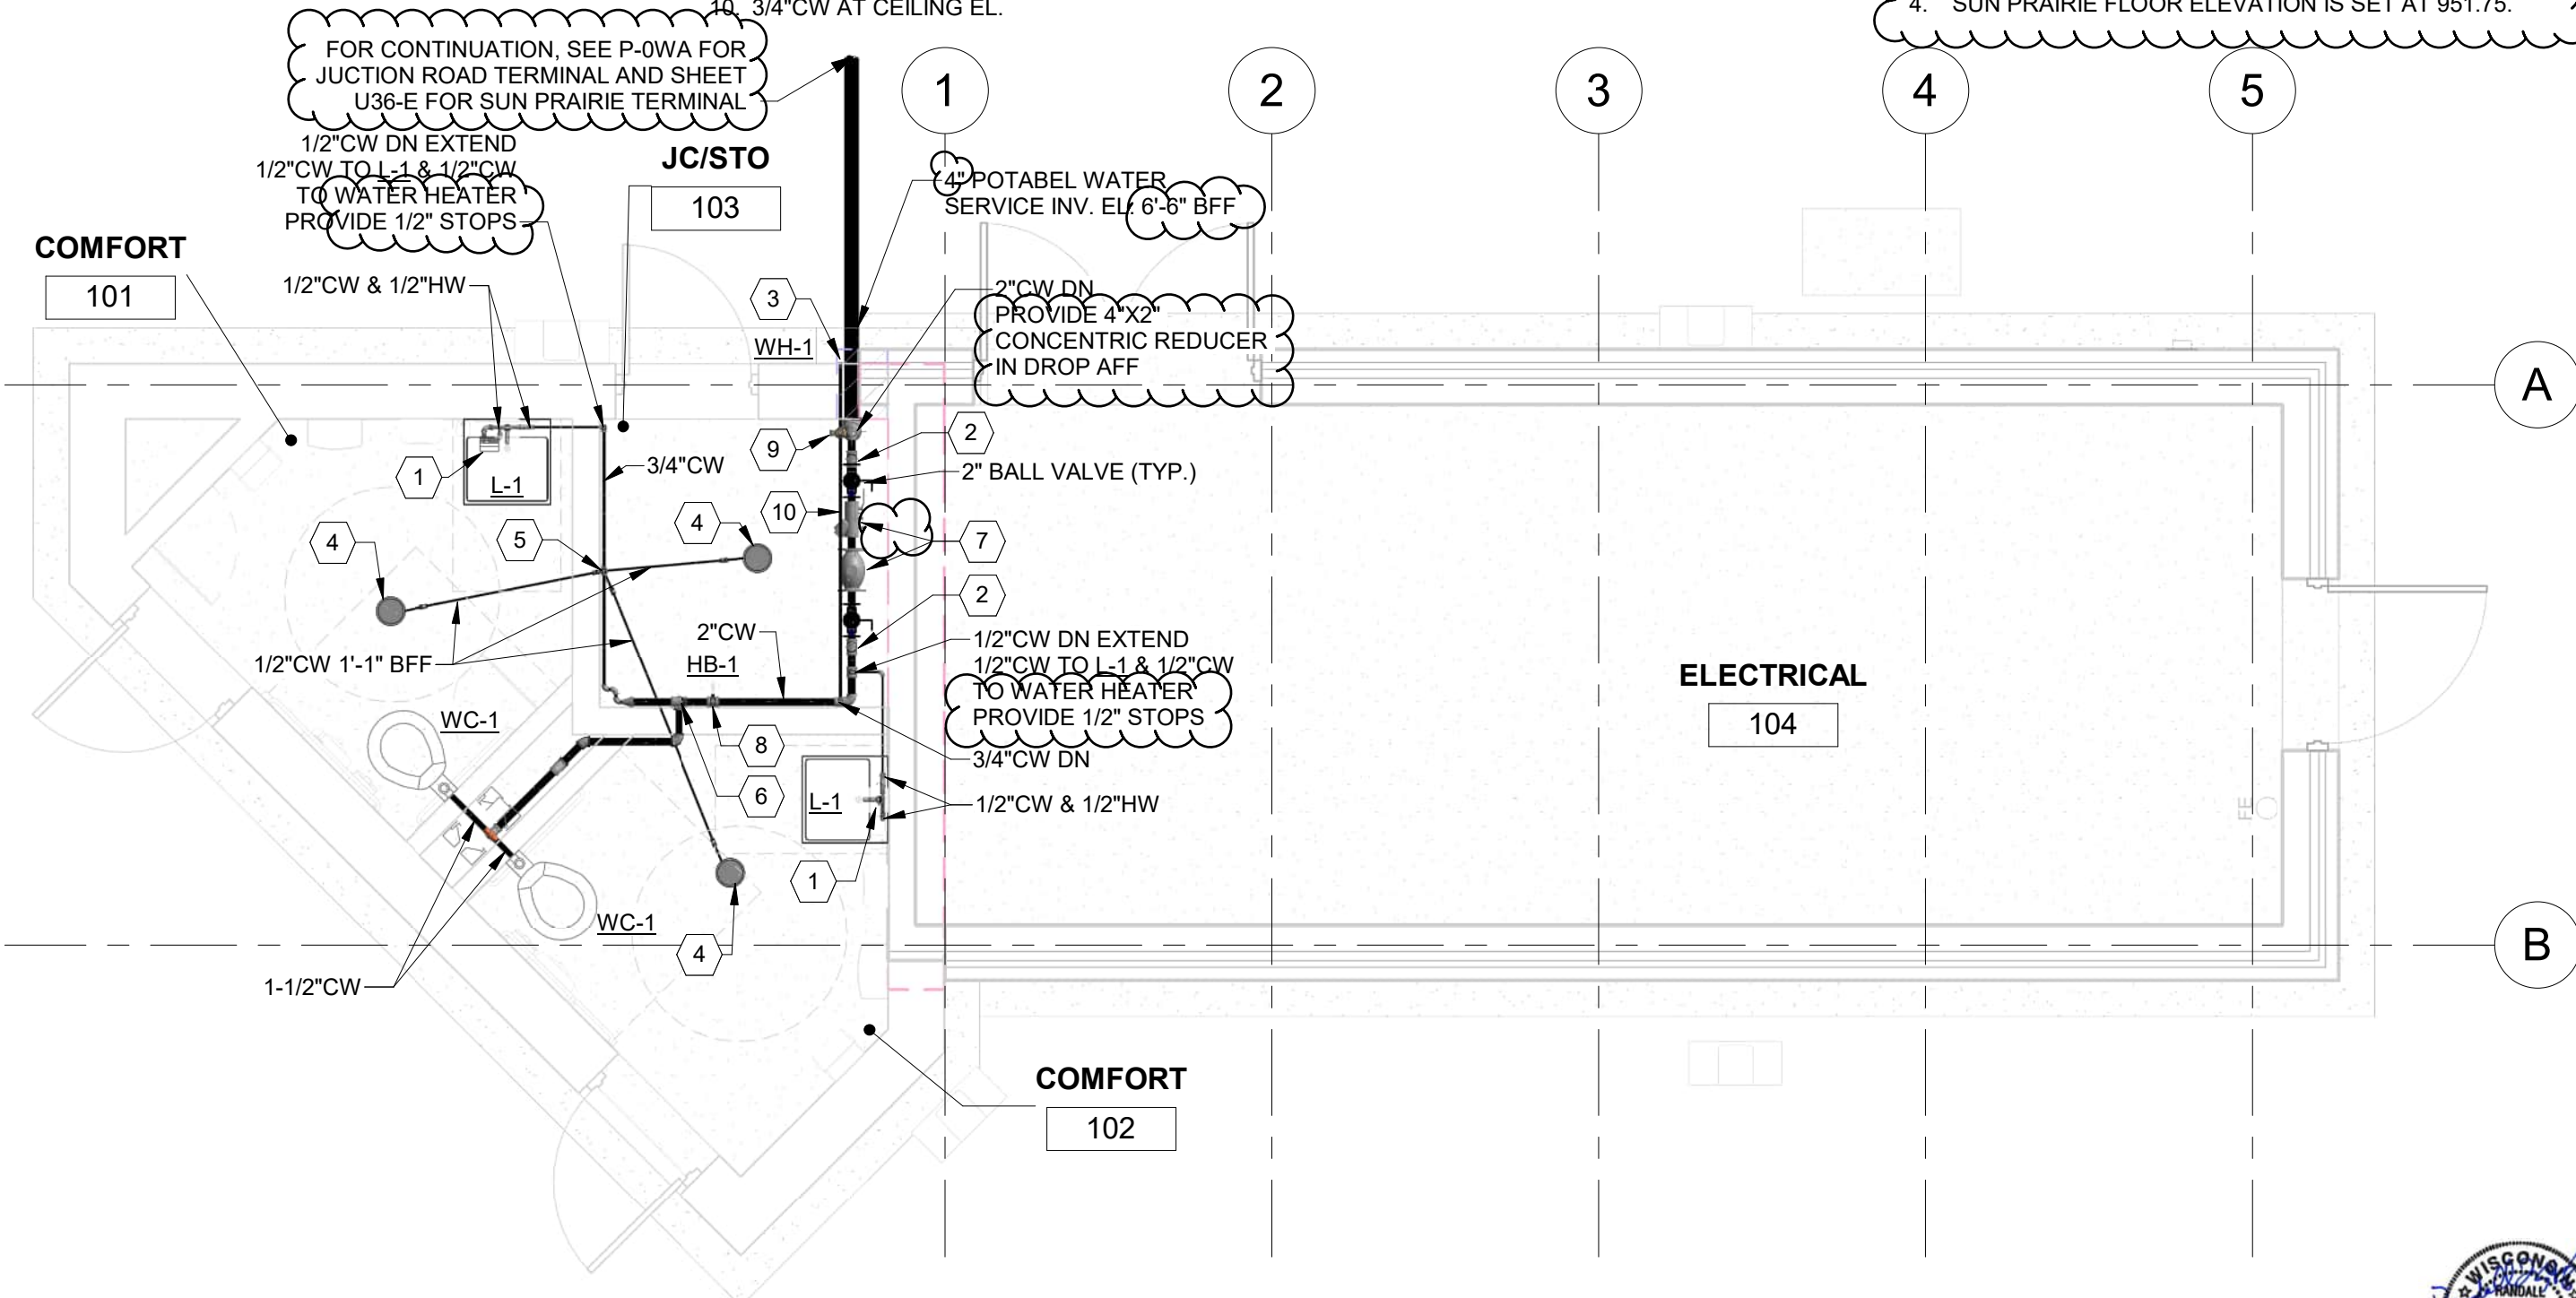 10. 3/4"CW AT CEILING EL.
4. SUN PRAIRIE FLOOR ELEVATION IS SET AT 951.75.
FOR CONTINUATION, SEE P-0WA FOR
JUCTION ROAD TERMINAL AND SHEET
U36-E FOR SUN PRAIRIE TERMINAL
1
2
3
4
5
1/2"CW DN EXTEND
1/2"CW TO L-1 & 1/2"CW
TO WATER HEATER
PROVIDE 1/2" STOPS
JC/STO
103
4" POTABEL WATER
SERVICE INV. EL. 6'-6" BFF
COMFORT
101
1/2"CW & 1/2"HW
3
WH-1
2"CW DN
PROVIDE 4"X2"
CONCENTRIC REDUCER
IN DROP AFF
A
9
2
2" BALL VALVE (TYP.)
1
L-1
3/4"CW
10
4
5
4
7
2
1/2"CW 1'-1" BFF
2"CW
HB-1
1/2"CW DN EXTEND
1/2"CW TO L-1 & 1/2"CW
TO WATER HEATER
PROVIDE 1/2" STOPS
3/4"CW DN
ELECTRICAL
104
WC-1
8
6
L-1
1/2"CW & 1/2"HW
FE
1
WC-1
4
B
1-1/2"CW
COMFORT
102
WISCONSIN
RANDALL